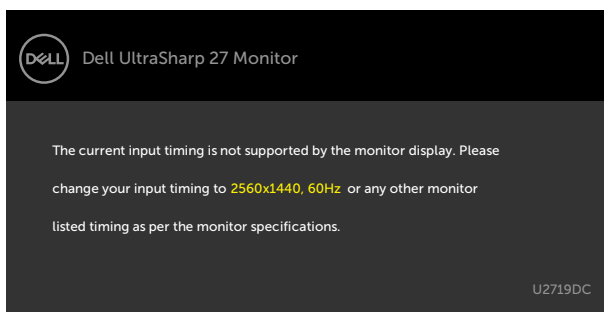 DELL
Dell UltraSharp 27 Monitor
The current input timing is not supported by the monitor display. Please
change your input timing to 2560x1440, 60Hz or any other monitor
listed timing as per the monitor specifications.
U2719DC